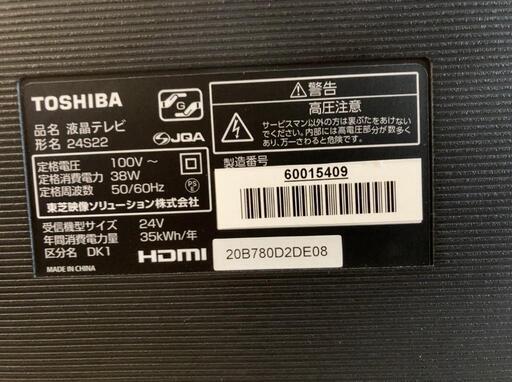 TOSHIBA
品名 液晶テレビ
形名 24S22
G
JQA
定格電圧 100V～
定格消費電力 38W
定格周波数 50/60Hz
PS
E
東芝映像ソリューション株式会社
受信機型サイズ 24V
年間消費電力量 35kWh/年
区分名 DK1
MADE IN CHINA
HDMI
警告
高圧注意
サービスマン以外の方は裏ぶたをあけないで
ください。内部には高電圧部分が数多く
あり、万一さわると危険です。
製造番号
60015409
20B780D2DE08